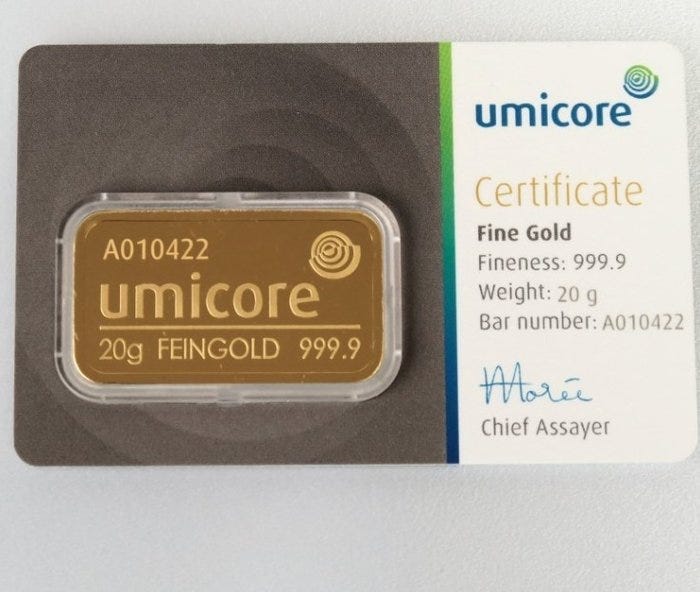 A010422
umicore
20g FEINGOLD 999.9
umicore
Certificate
Fine Gold
Fineness: 999.9
Weight: 20 g
Bar number: A010422
Morée
Chief Assayer